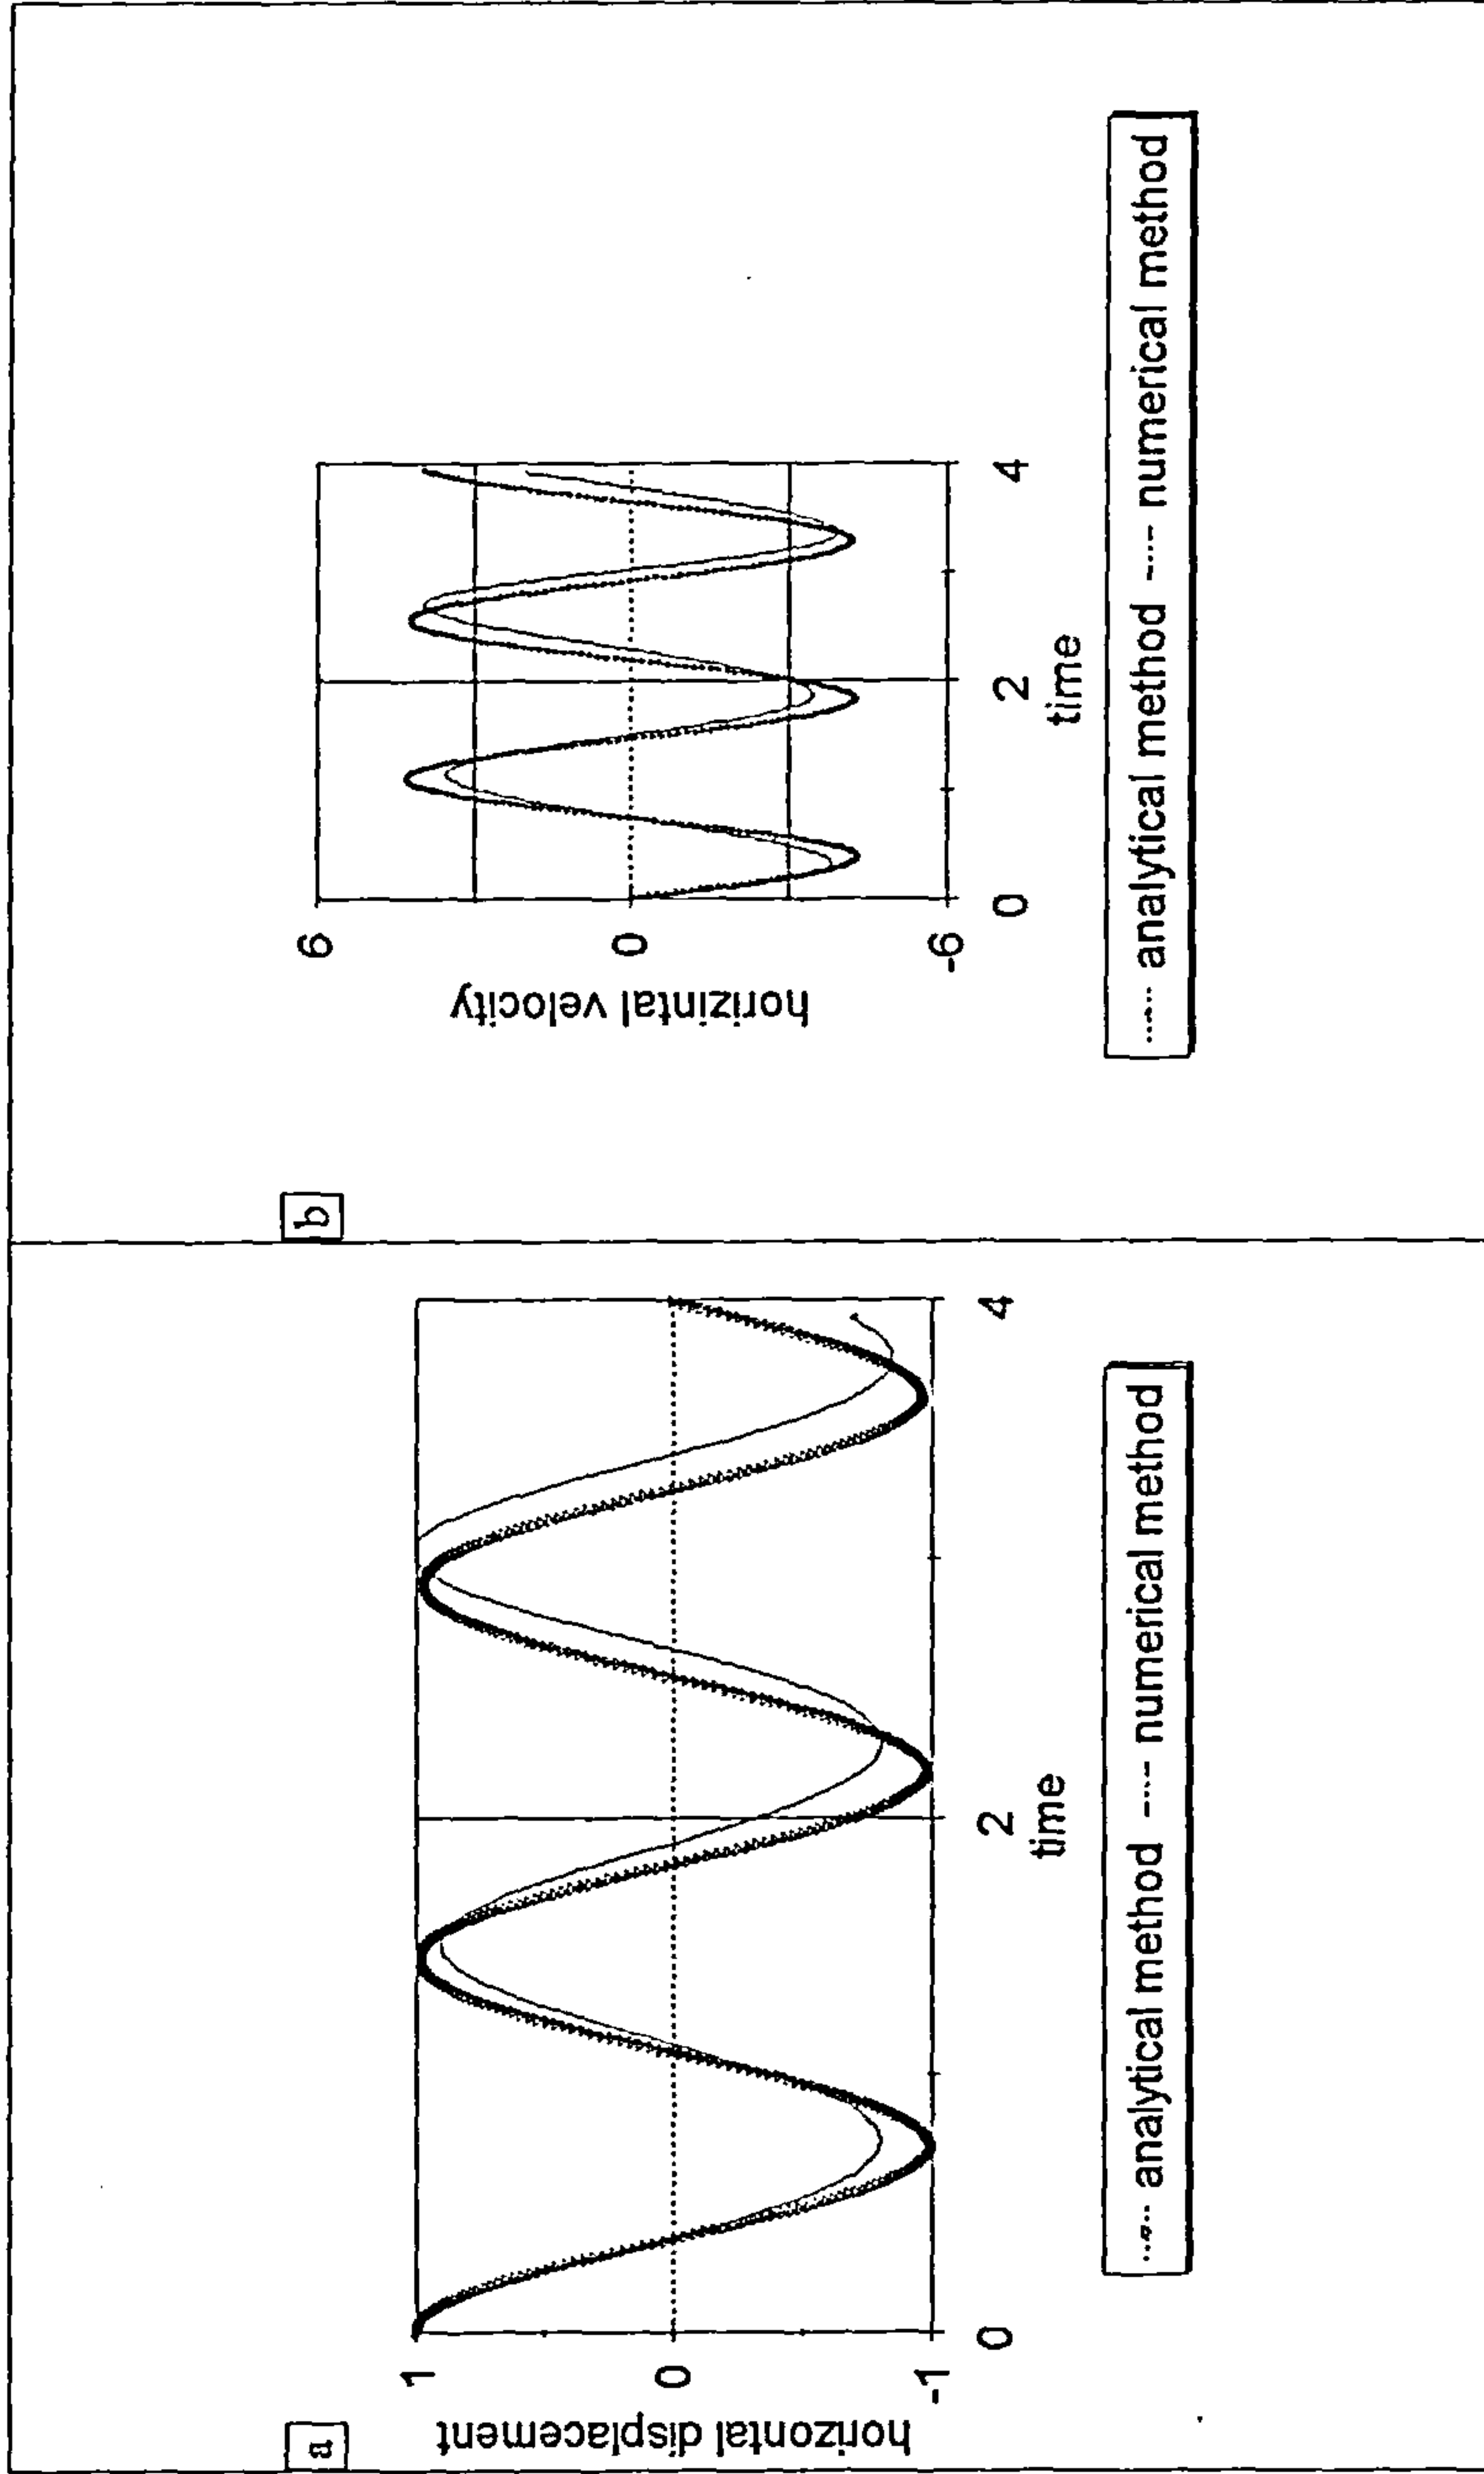 a
horizontal displacement
1
0
-1
0 2 4
time
analytical method numerical method
b
horizintal velocity
6
0
-6
0 2 4
time
analytical method numerical method